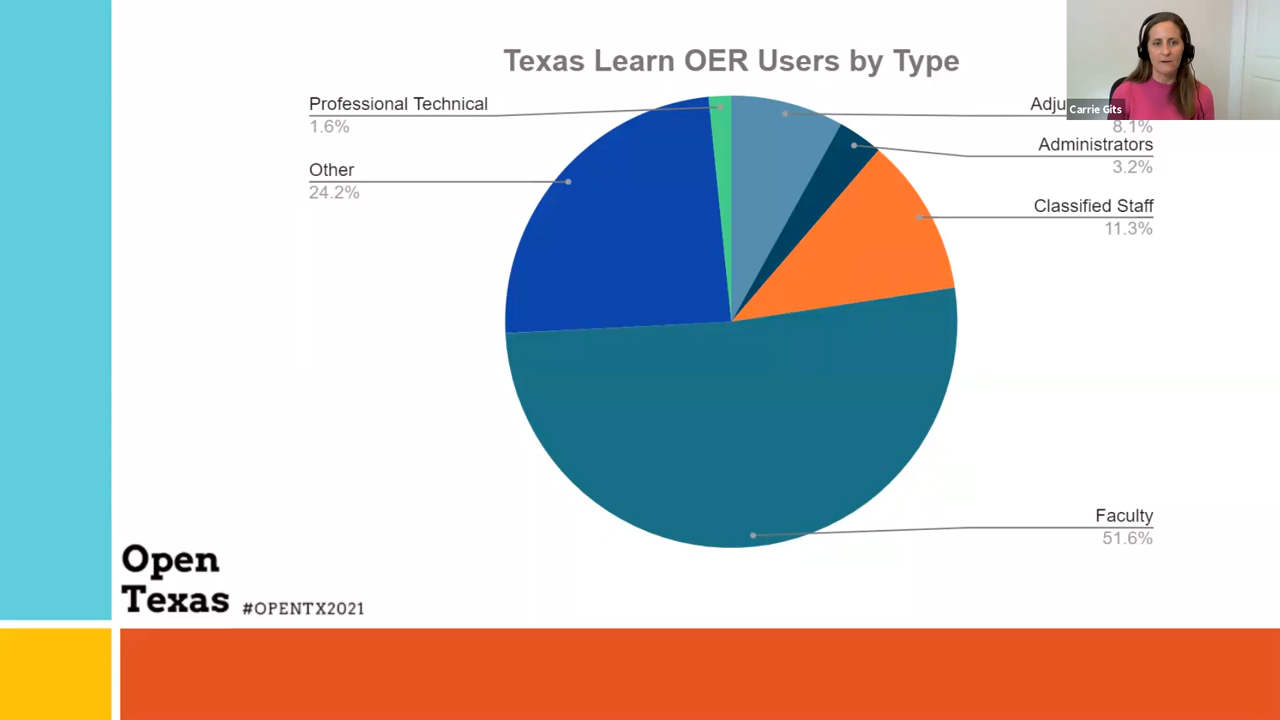 Texas Learn OER Users by Type
Carrie Gits
Professional Technical
1.6%
Other
24.2%
8.1%
Administrators
3.2%
Classified Staff
11.3%
Faculty
51.6%
Open
Texas #OPENTX2021